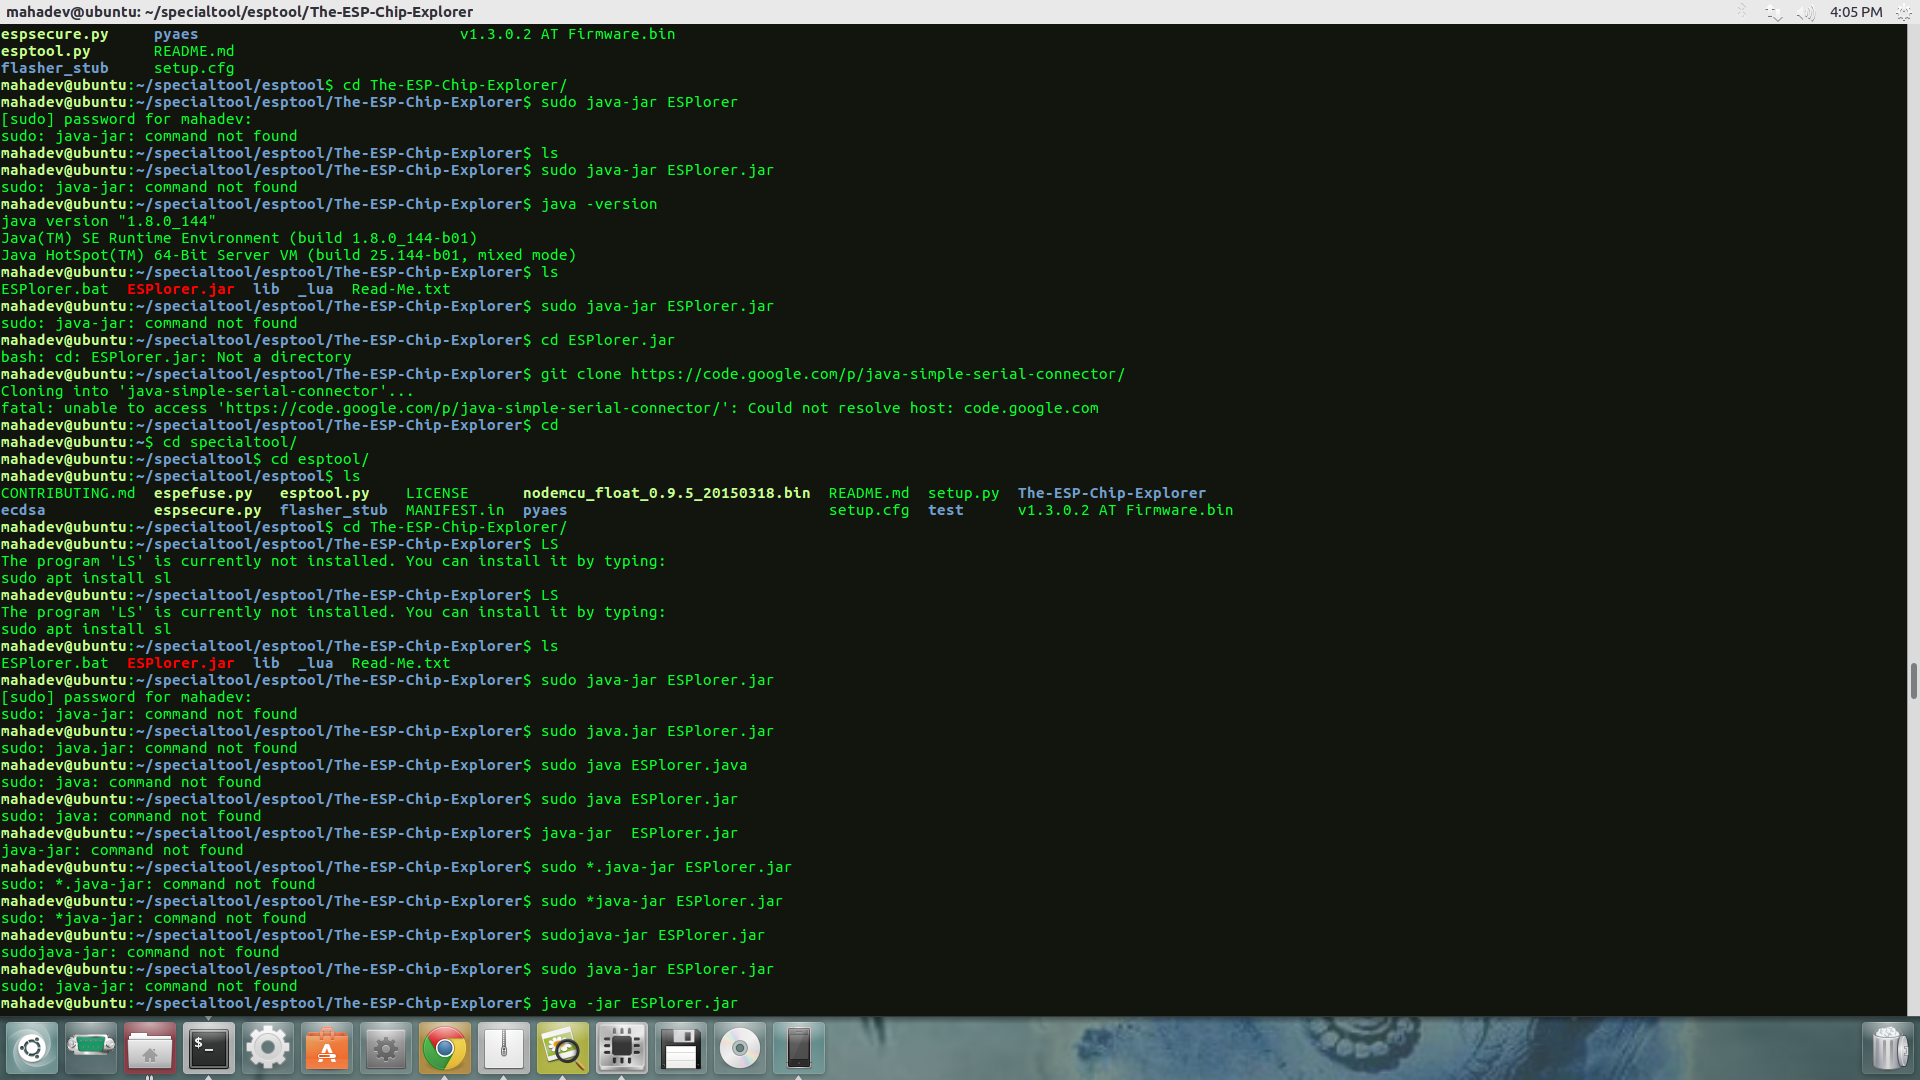 mahadev@ubuntu: ~/specialtool/esptool/The-ESP-Chip-Explorer 4:05 PM
espsecure.py pyaes v1.3.0.2 AT Firmware.bin
esptool.py README.md
flasher_stub setup.cfg
mahadev@ubuntu:~/specialtool/esptool$ cd The-ESP-Chip-Explorer/
mahadev@ubuntu:~/specialtool/esptool/The-ESP-Chip-Explorer$ sudo java-jar ESPlorer
[sudo] password for mahadev:
sudo: java-jar: command not found
mahadev@ubuntu:~/specialtool/esptool/The-ESP-Chip-Explorer$ ls
mahadev@ubuntu:~/specialtool/esptool/The-ESP-Chip-Explorer$ sudo java-jar ESPlorer.jar
sudo: java-jar: command not found
mahadev@ubuntu:~/specialtool/esptool/The-ESP-Chip-Explorer$ java -version
java version "1.8.0_144"
Java(TM) SE Runtime Environment (build 1.8.0_144-b01)
Java HotSpot(TM) 64-Bit Server VM (build 25.144-b01, mixed mode)
mahadev@ubuntu:~/specialtool/esptool/The-ESP-Chip-Explorer$ ls
ESPlorer.bat ESPlorer.jar lib _lua Read-Me.txt
mahadev@ubuntu:~/specialtool/esptool/The-ESP-Chip-Explorer$ sudo java-jar ESPlorer.jar
sudo: java-jar: command not found
mahadev@ubuntu:~/specialtool/esptool/The-ESP-Chip-Explorer$ cd ESPlorer.jar
bash: cd: ESPlorer.jar: Not a directory
mahadev@ubuntu:~/specialtool/esptool/The-ESP-Chip-Explorer$ git clone https://code.google.com/p/java-simple-serial-connector/
Cloning into 'java-simple-serial-connector'...
fatal: unable to access 'https://code.google.com/p/java-simple-serial-connector/': Could not resolve host: code.google.com
mahadev@ubuntu:~/specialtool/esptool/The-ESP-Chip-Explorer$ cd
mahadev@ubuntu:~$ cd specialtool/
mahadev@ubuntu:~/specialtool$ cd esptool/
mahadev@ubuntu:~/specialtool/esptool$ ls
CONTRIBUTING.md espefuse.py esptool.py LICENSE nodemcu_float_0.9.5_20150318.bin README.md setup.py The-ESP-Chip-Explorer
ecdsa espsecure.py flasher_stub MANIFEST.in pyaes setup.cfg test v1.3.0.2 AT Firmware.bin
mahadev@ubuntu:~/specialtool/esptool$ cd The-ESP-Chip-Explorer/
mahadev@ubuntu:~/specialtool/esptool/The-ESP-Chip-Explorer$ LS
The program 'LS' is currently not installed. You can install it by typing:
sudo apt install sl
mahadev@ubuntu:~/specialtool/esptool/The-ESP-Chip-Explorer$ LS
The program 'LS' is currently not installed. You can install it by typing:
sudo apt install sl
mahadev@ubuntu:~/specialtool/esptool/The-ESP-Chip-Explorer$ ls
ESPlorer.bat ESPlorer.jar lib _lua Read-Me.txt
mahadev@ubuntu:~/specialtool/esptool/The-ESP-Chip-Explorer$ sudo java-jar ESPlorer.jar
[sudo] password for mahadev:
sudo: java-jar: command not found
mahadev@ubuntu:~/specialtool/esptool/The-ESP-Chip-Explorer$ sudo java.jar ESPlorer.jar
sudo: java.jar: command not found
mahadev@ubuntu:~/specialtool/esptool/The-ESP-Chip-Explorer$ sudo java ESPlorer.java
sudo: java: command not found
mahadev@ubuntu:~/specialtool/esptool/The-ESP-Chip-Explorer$ sudo java ESPlorer.jar
sudo: java: command not found
mahadev@ubuntu:~/specialtool/esptool/The-ESP-Chip-Explorer$ java-jar  ESPlorer.jar
java-jar: command not found
mahadev@ubuntu:~/specialtool/esptool/The-ESP-Chip-Explorer$ sudo *.java-jar ESPlorer.jar
sudo: *.java-jar: command not found
mahadev@ubuntu:~/specialtool/esptool/The-ESP-Chip-Explorer$ sudo *java-jar ESPlorer.jar
sudo: *java-jar: command not found
mahadev@ubuntu:~/specialtool/esptool/The-ESP-Chip-Explorer$ sudojava-jar ESPlorer.jar
sudojava-jar: command not found
mahadev@ubuntu:~/specialtool/esptool/The-ESP-Chip-Explorer$ sudo java-jar ESPlorer.jar
sudo: java-jar: command not found
mahadev@ubuntu:~/specialtool/esptool/The-ESP-Chip-Explorer$ java -jar ESPlorer.jar